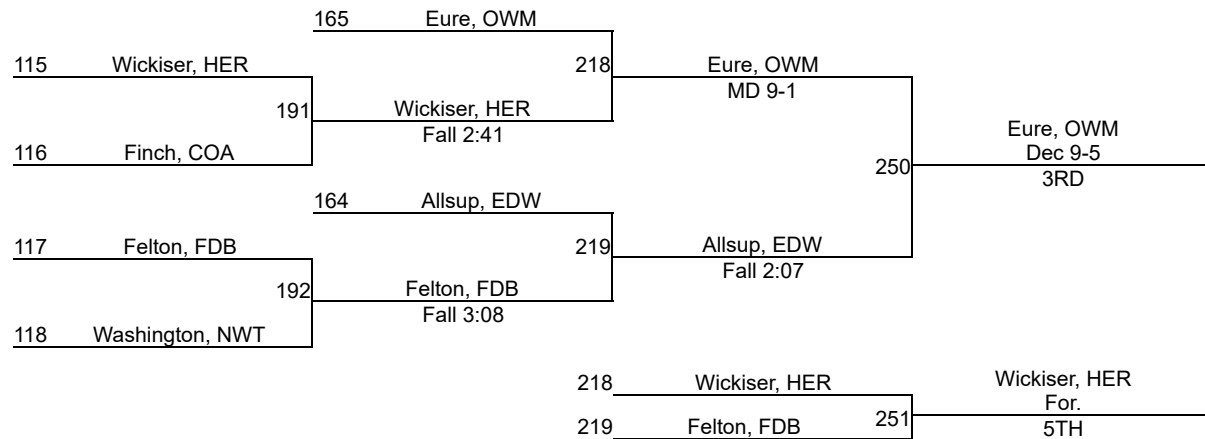 165 Eure, OWM
115 Wickiser, HER
218 Eure, OWM
MD 9-1
191 Wickiser, HER
Fall 2:41
116 Finch, COA
Eure, OWM
Dec 9-5
250
3RD
164 Allsup, EDW
117 Felton, FDB
219 Allsup, EDW
Fall 2:07
192 Felton, FDB
Fall 3:08
118 Washington, NWT
218 Wickiser, HER
Wickiser, HER
For.
251
219 Felton, FDB
5TH